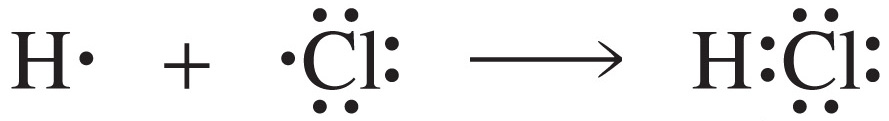 H· + ·Cl: ⟶ H:Cl: